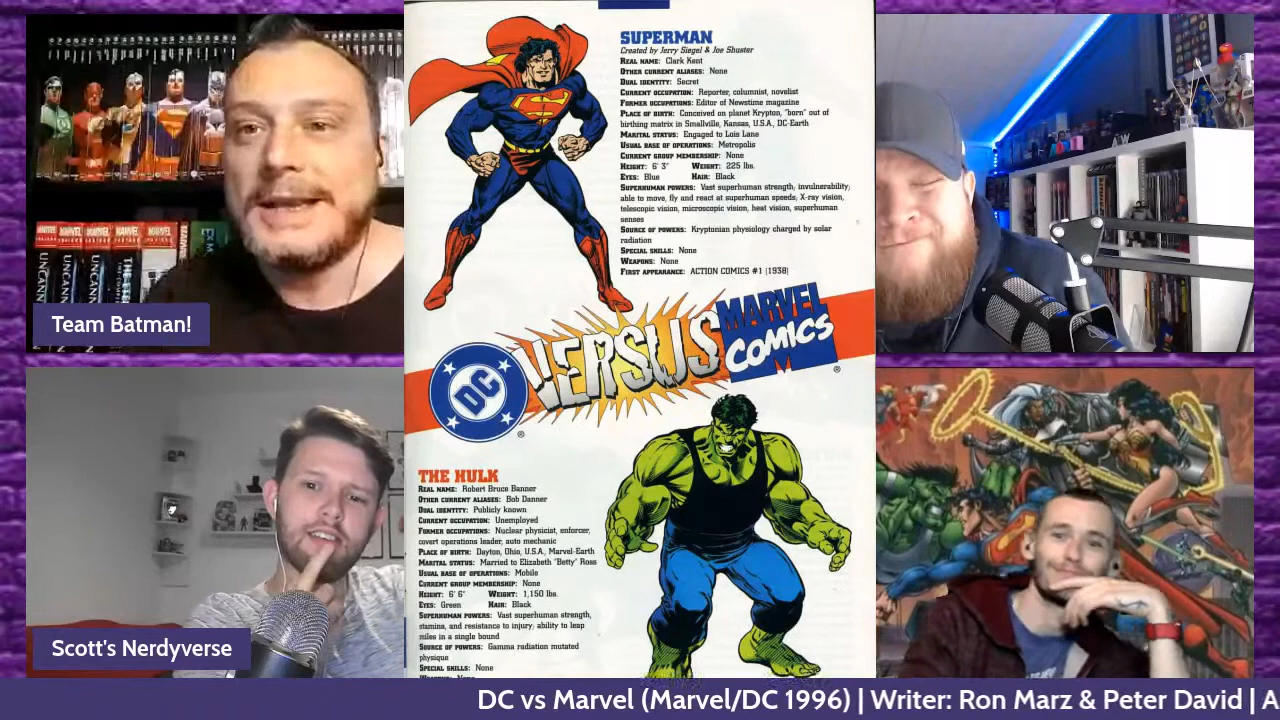 SUPERMAN
Created by Jerry Siegel & Joe Shuster
REAL NAME: Clark Kent
OTHER CURRENT ALIASES: None
DUAL IDENTITY: Secret
CURRENT OCCUPATION: Reporter, columnist, novelist
FORMER OCCUPATIONS: Editor of Newstime magazine
PLACE OF BIRTH: Conceived on planet Krypton, "born" out of
birthing matrix in Smallville, Kansas, U.S.A., DC-Earth
MARITAL STATUS: Engaged to Lois Lane
USUAL BASE OF OPERATIONS: Metropolis
CURRENT GROUP MEMBERSHIP: None
HEIGHT: 6' 3" WEIGHT: 225 lbs.
EYES: Blue HAIR: Black
SUPERHUMAN POWERS: Vast superhuman strength; invulnerability;
able to move, fly and react at superhuman speeds; X-ray vision,
telescopic vision, microscopic vision, heat vision, superhuman
senses
SOURCE OF POWERS: Kryptonian physiology charged by solar
radiation
SPECIAL SKILLS: None
WEAPONS: None
FIRST APPEARANCE: ACTION COMICS #1 (1938)
DC VERSUS MARVEL
COMICS
THE HULK
REAL NAME: Robert Bruce Banner
OTHER CURRENT ALIASES: Bob Danner
DUAL IDENTITY: Publicly known
CURRENT OCCUPATION: Unemployed
FORMER OCCUPATIONS: Nuclear physicist, enforcer,
covert operations leader, auto mechanic
PLACE OF BIRTH: Dayton, Ohio, U.S.A., Marvel-Earth
MARITAL STATUS: Married to Elizabeth "Betty" Ross
USUAL BASE OF OPERATIONS: Mobile
CURRENT GROUP MEMBERSHIP: None
HEIGHT: 6' 6" WEIGHT: 1,150 lbs.
EYES: Green HAIR: Black
SUPERHUMAN POWERS: Vast superhuman strength,
stamina, and resistance to injury; ability to leap
miles in a single bound
SOURCE OF POWERS: Gamma radiation mutated
physique
SPECIAL SKILLS: None
MARVEL MARVEL MARVEL
Team Batman!
Scott's Nerdyverse
DC vs Marvel (Marvel/DC 1996) | Writer: Ron Marz & Peter David | A